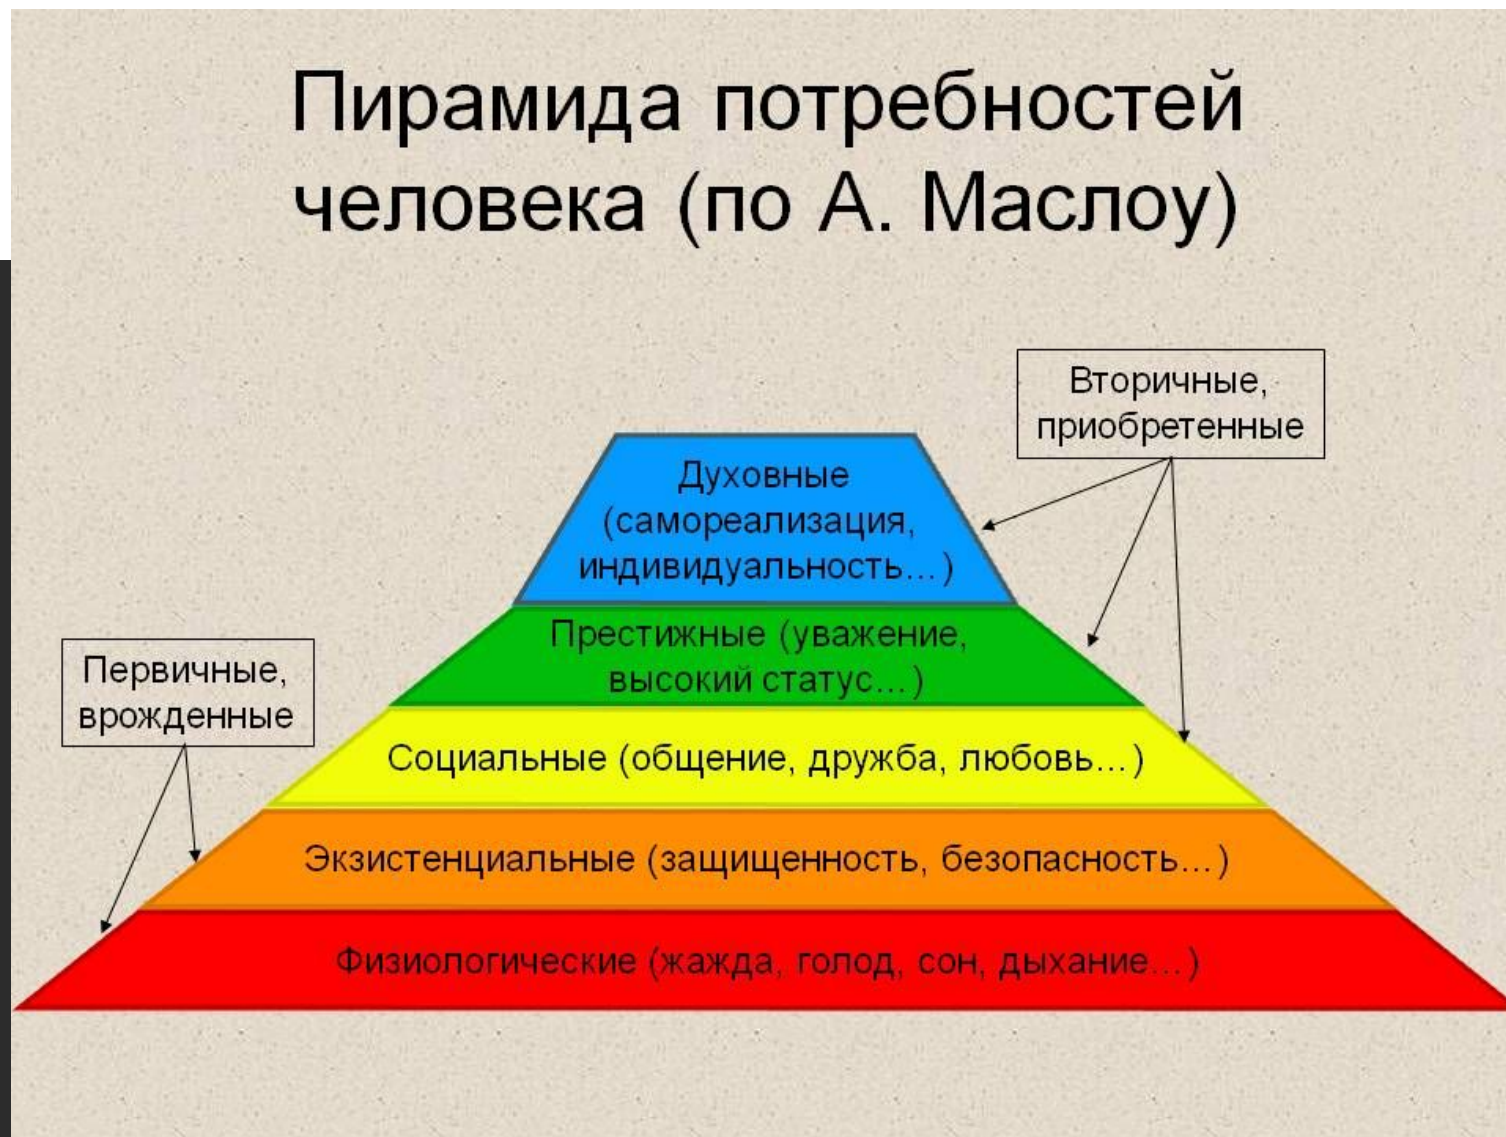 Пирамида потребностей
человека (по А. Маслоу)
Вторичные,
приобретенные
Духовные
(самореализация,
индивидуальность...)
Престижные (уважение,
высокий статус...)
Первичные,
врожденные
Социальные (общение, дружба, любовь...)
Экзистенциальные (защищенность, безопасность...)
Физиологические (жажда, голод, сон, дыхание...)